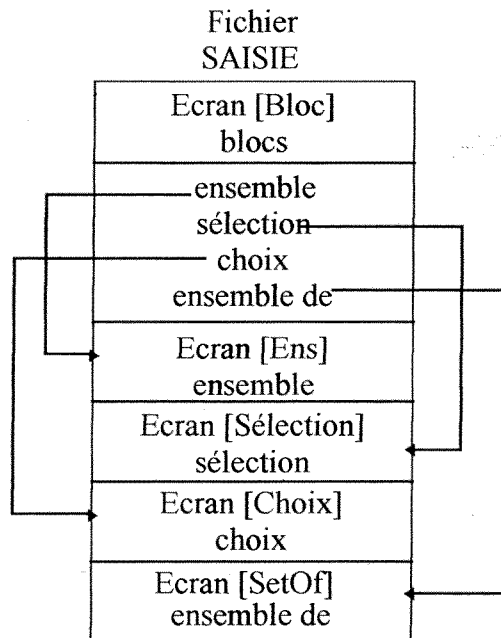 Fichier
SAISIE
Ecran [Bloc]
blocs
ensemble
sélection
choix
ensemble de
Ecran [Ens]
ensemble
Ecran [Sélection]
sélection
Ecran [Choix]
choix
Ecran [SetOf]
ensemble de